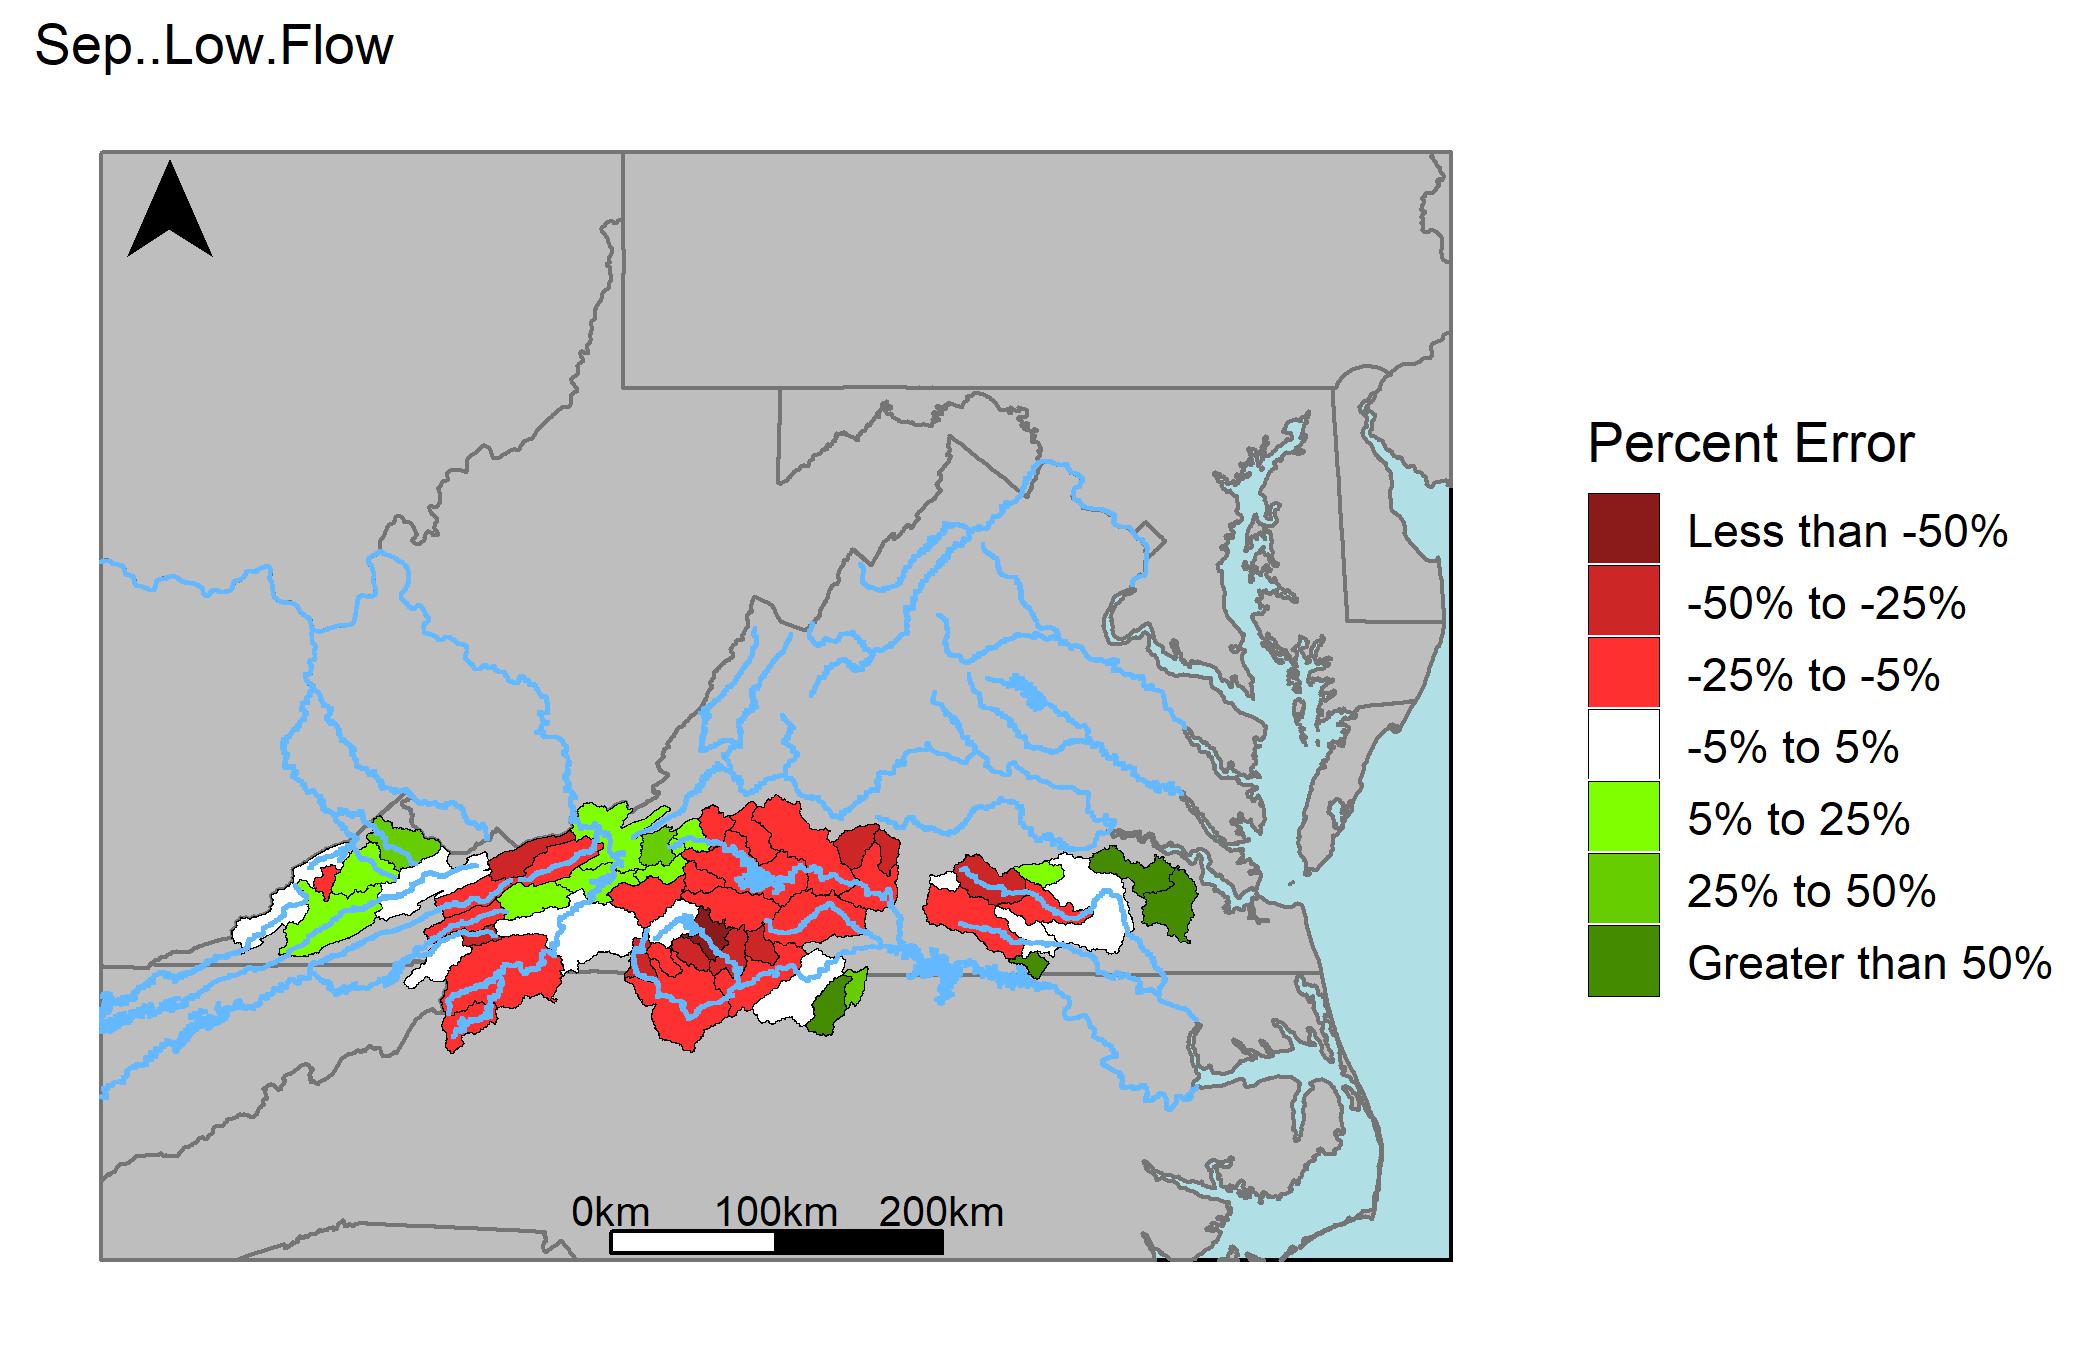 Sep..Low.Flow
Percent Error
Less than -50%
-50% to -25%
-25% to -5%
-5% to 5%
5% to 25%
25% to 50%
Greater than 50%
0km 100km 200km